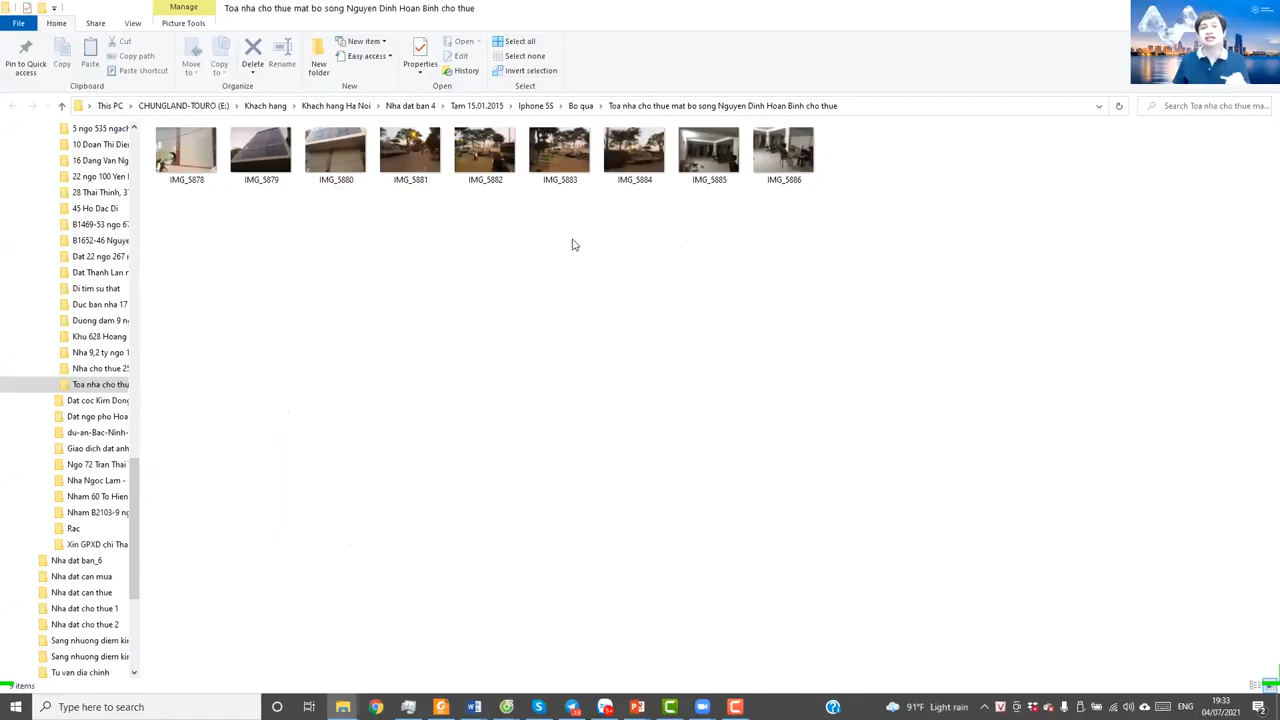 Manage
Toa nha cho thue mat bo song Nguyen Dinh Hoan Binh cho thue
File
Home
Share
View
Picture Tools
Pin to Quick access
Copy
Paste
Cut
Copy path
Paste shortcut
Clipboard
Move to
Copy to
Delete
Rename
Organize
New folder
New item
Easy access
New
Properties
Open
Edit
History
Open
Select all
Select none
Invert selection
Select
This PC > CHUNGLAND-TOURO (E:) > Khach hang > Khach hang Ha Noi > Nha dat ban 4 > Tam 15.01.2015 > Iphone 5S > Bo qua > Toa nha cho thue mat bo song Nguyen Dinh Hoan Binh cho thue
Search Toa nha cho thue ma...
5 ngo 535 ngach
10 Doan Thi Dien
16 Dang Van Ng
22 ngo 100 Yen
28 Thai Thinh, 37
45 Ho Dac Di
B1469-53 ngo 67
B1652-46 Nguye
Dat 22 ngo 267
Dat Thanh Lan n
Di tim su that
Duc ban nha 17
Duong dam 9 n
Khu 628 Hoang
Nha 9,2 ty ngo 1
Nha cho thue 25
Toa nha cho thu
Dat coc Kim Dong
Dat ngo pho Hoa
du-an-Bac-Ninh-
Giao dich dat anh
Ngo 72 Tran Thai
Nha Ngoc Lam -
Nham 60 To Hien
Nham B2103-9 ng
Rac
Xin GPXD chi Tha
Nha dat ban_6
Nha dat can mua
Nha dat can thue
Nha dat cho thue 1
Nha dat cho thue 2
Sang nhuong diem kin
Sang nhuong diem kin
Tu van dia chinh
IMG_5878
IMG_5879
IMG_5880
IMG_5881
IMG_5882
IMG_5883
IMG_5884
IMG_5885
IMG_5886
9 items
Type here to search
91°F Light rain
19:33
04/07/2021